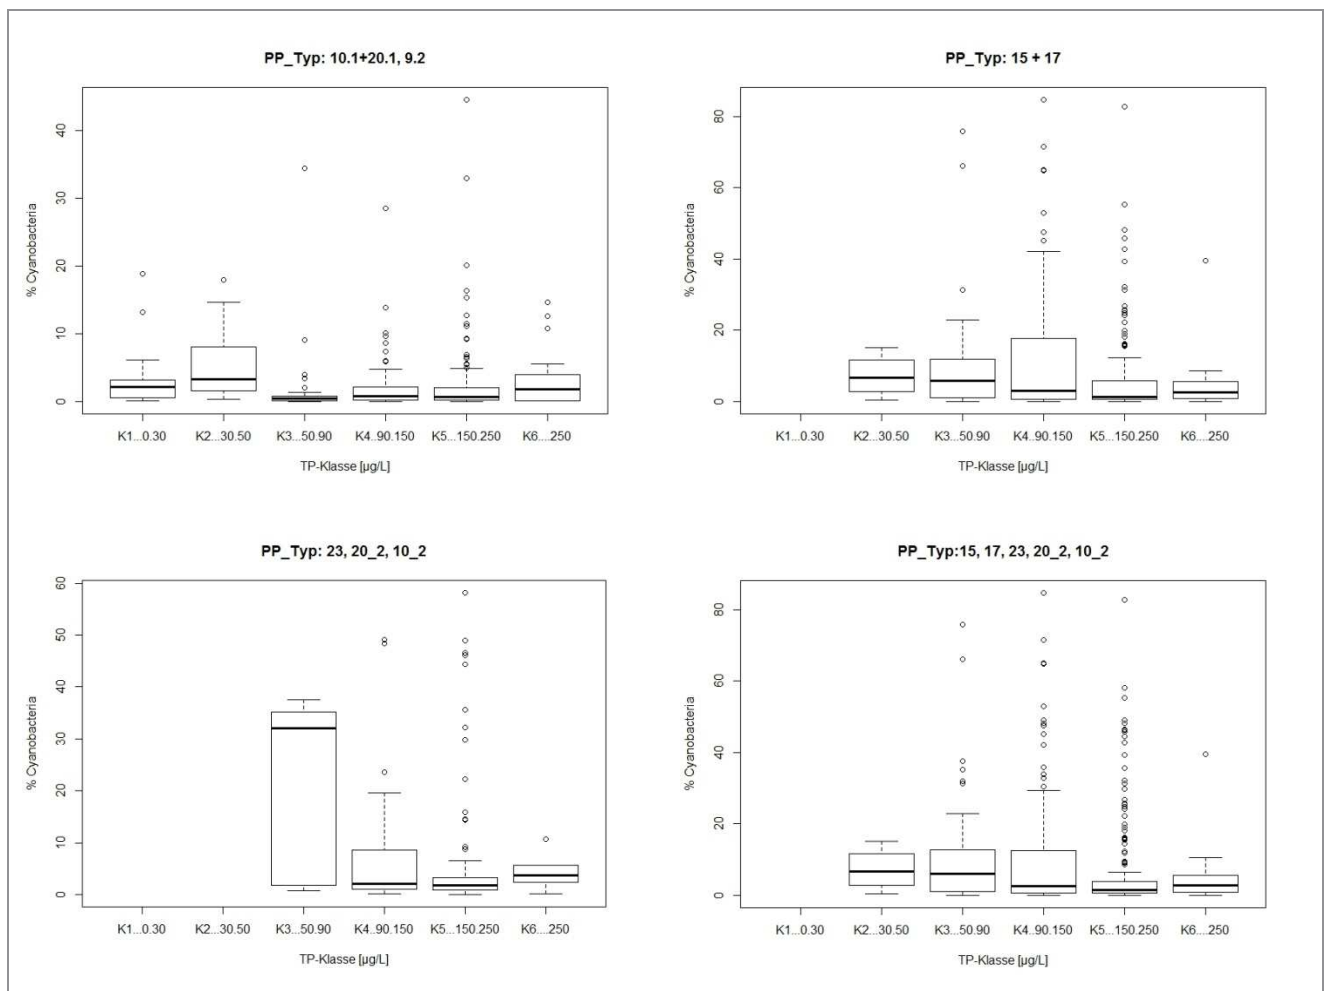 PP_Typ: 10.1+20.1, 9.2
% Cyanobacteria
40
30
20
10
0
K1...0.30 K2...30.50 K3...50.90 K4..90.150 K5...150.250 K6....250
TP-Klasse [µg/L]
PP_Typ: 15 + 17
% Cyanobacteria
80
60
40
20
0
K1...0.30 K2...30.50 K3...50.90 K4..90.150 K5...150.250 K6....250
TP-Klasse [µg/L]
PP_Typ: 23, 20_2, 10_2
% Cyanobacteria
60
50
40
30
20
10
0
K1...0.30 K2...30.50 K3...50.90 K4..90.150 K5...150.250 K6....250
TP-Klasse [µg/L]
PP_Typ:15, 17, 23, 20_2, 10_2
% Cyanobacteria
80
60
40
20
0
K1...0.30 K2...30.50 K3...50.90 K4..90.150 K5...150.250 K6....250
TP-Klasse [µg/L]